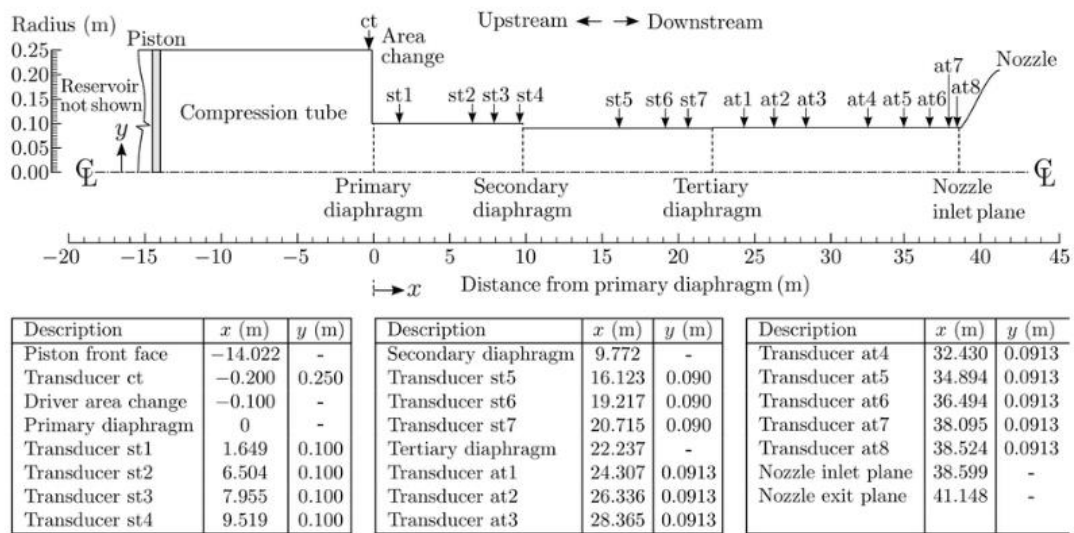 Radius (m)
Piston
ct
Area
change
Upstream
Downstream
at7
Nozzle
0.25
0.20
0.15
0.10
0.05
0.00
Reservoir
not shown
y
Compression tube
st1
st2
st3
st4
st5
st6
st7
at1
at2
at3
at4
at5
at6
at8
℄
℄
Primary
diaphragm
Secondary
diaphragm
Tertiary
diaphragm
Nozzle
inlet plane
−20 −15 −10 −5 0 5 10 15 20 25 30 35 40 45
x
Distance from primary diaphragm (m)
Description x (m) y (m)
Piston front face −14.022 -
Transducer ct −0.200 0.250
Driver area change −0.100 -
Primary diaphragm 0 -
Transducer st1 1.649 0.100
Transducer st2 6.504 0.100
Transducer st3 7.955 0.100
Transducer st4 9.519 0.100
Description x (m) y (m)
Secondary diaphragm 9.772 -
Transducer st5 16.123 0.090
Transducer st6 19.217 0.090
Transducer st7 20.715 0.090
Tertiary diaphragm 22.237 -
Transducer at1 24.307 0.0913
Transducer at2 26.336 0.0913
Transducer at3 28.365 0.0913
Description x (m) y (m)
Transducer at4 32.430 0.0913
Transducer at5 34.894 0.0913
Transducer at6 36.494 0.0913
Transducer at7 38.095 0.0913
Transducer at8 38.524 0.0913
Nozzle inlet plane 38.599 -
Nozzle exit plane 41.148 -